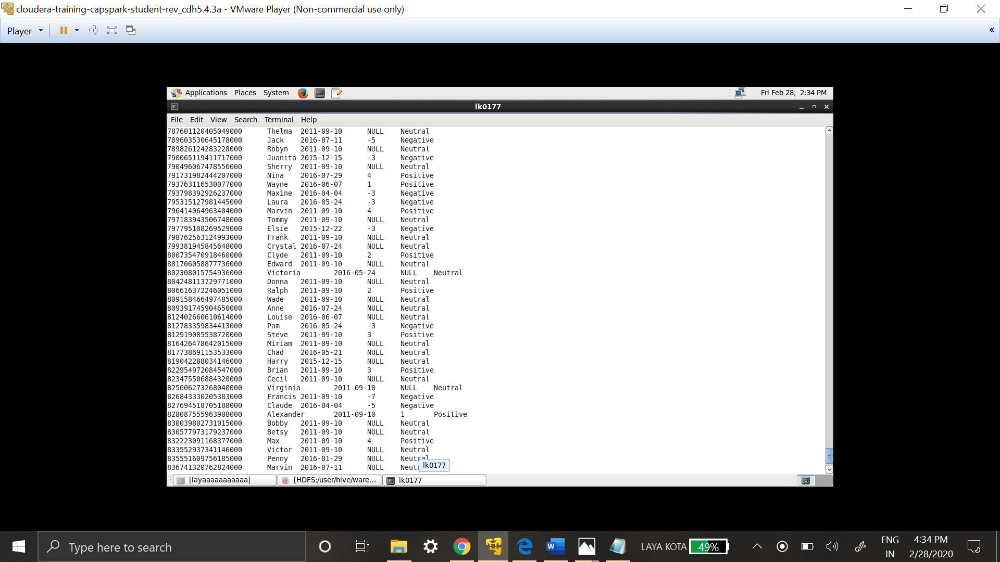 cloudera-training-capspark-student-rev_cdh5.4.3a - VMware Player (Non-commercial use only)
Player
Applications Places System Fri Feb 28, 2:34 PM
lk0177
File Edit View Search Terminal Help
787601120405049000 Thelma 2011-09-10 NULL Neutral
789603530645178000 Jack 2016-07-11 -5 Negative
789826124283228000 Robyn 2011-09-10 NULL Neutral
790065119411717000 Juanita 2015-12-15 -3 Negative
790496067478556000 Sherry 2011-09-10 NULL Neutral
791731982444207000 Nina 2016-07-29 4 Positive
793763116530077000 Wayne 2016-06-07 1 Positive
793798392926237000 Maxine 2016-04-04 -3 Negative
795315127981445000 Laura 2016-05-24 -3 Negative
796414064963404000 Marvin 2011-09-10 4 Positive
797183943506748000 Tommy 2011-09-10 NULL Neutral
797795108269529000 Elsie 2015-12-22 -3 Negative
798762563124993000 Frank 2011-09-10 NULL Neutral
799381945845648000 Crystal 2016-07-24 NULL Neutral
800735470918460000 Clyde 2011-09-10 2 Positive
801706058877736000 Edward 2011-09-10 NULL Neutral
802308015754936000 Victoria 2016-05-24 NULL Neutral
804248113729771000 Donna 2011-09-10 NULL Neutral
806616372246051000 Ralph 2011-09-10 2 Positive
809158466497485000 Wade 2011-09-10 NULL Neutral
809391745904650000 Anne 2016-07-24 NULL Neutral
812402660610614000 Louise 2016-06-07 NULL Neutral
812783359834413000 Pam 2016-05-24 -3 Negative
812919085538720000 Steve 2011-09-10 3 Positive
816426478642015000 Miriam 2011-09-10 NULL Neutral
817738691153533000 Chad 2016-05-21 NULL Neutral
819042288034146000 Harry 2015-12-15 NULL Neutral
822954972084547000 Brian 2011-09-10 3 Positive
823475506884320000 Cecil 2011-09-10 NULL Neutral
825606273268040000 Virginia 2011-09-10 NULL Neutral
826843330205383000 Francis 2011-09-10 -7 Negative
827694518705188000 Claude 2016-04-04 -5 Negative
828087555963908000 Alexander 2011-09-10 1 Positive
830039802731015000 Bobby 2011-09-10 NULL Neutral
830577973179237000 Betsy 2011-09-10 NULL Neutral
832223091168377000 Max 2011-09-10 4 Positive
833552937341146000 Victor 2011-09-10 NULL Neutral
835551609756185000 Penny 2016-01-29 NULL Neutral
836741320762824000 Marvin 2016-07-11 NULL Neut
lk0177
[layaaaaaaaaaaa] [HDFS:/user/hive/ware... lk0177
Type here to search LAYA KOTA 49% ENG IN 4:34 PM 2/28/2020